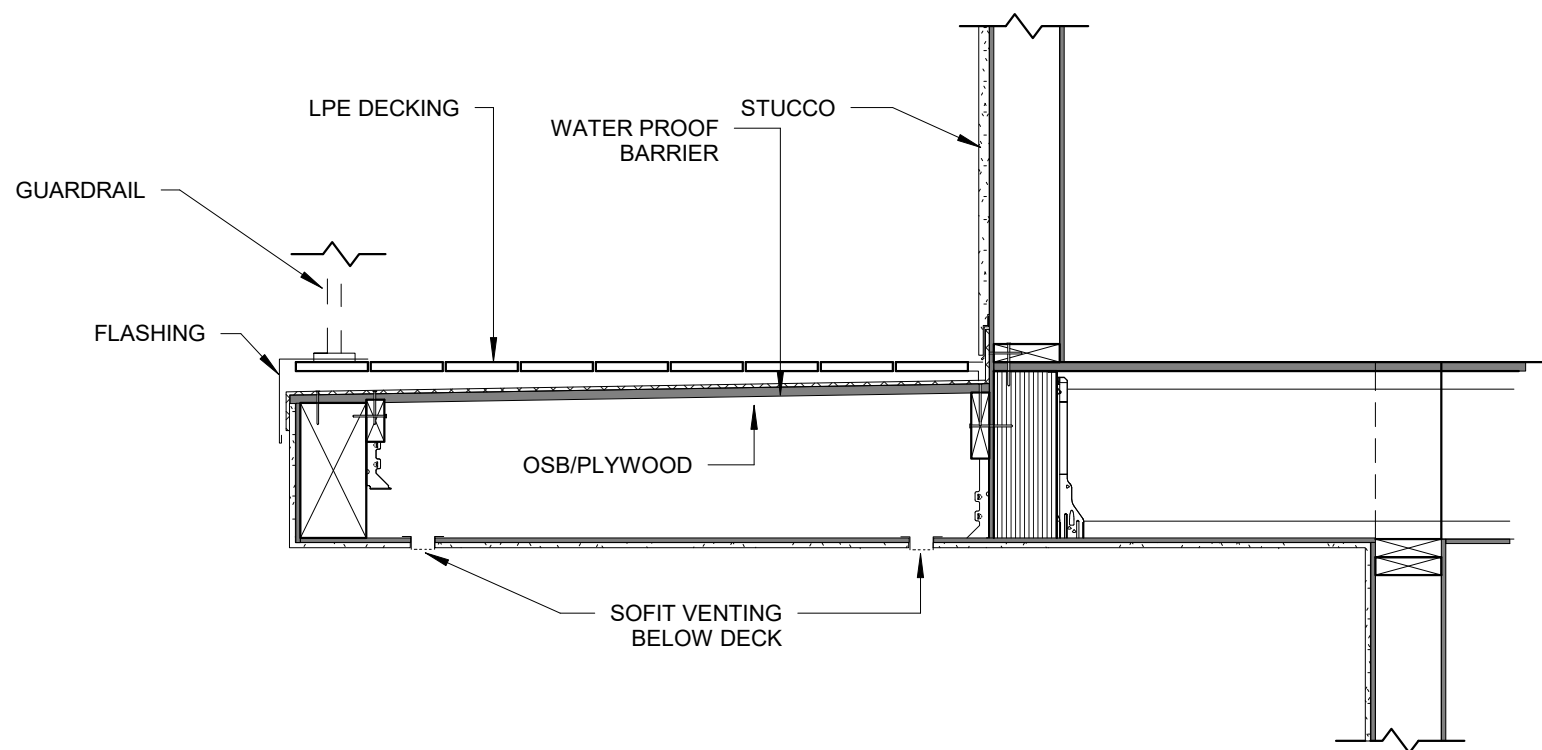 LPE DECKING
STUCCO
WATER PROOF
BARRIER
GUARDRAIL
FLASHING
OSB/PLYWOOD
SOFIT VENTING
BELOW DECK